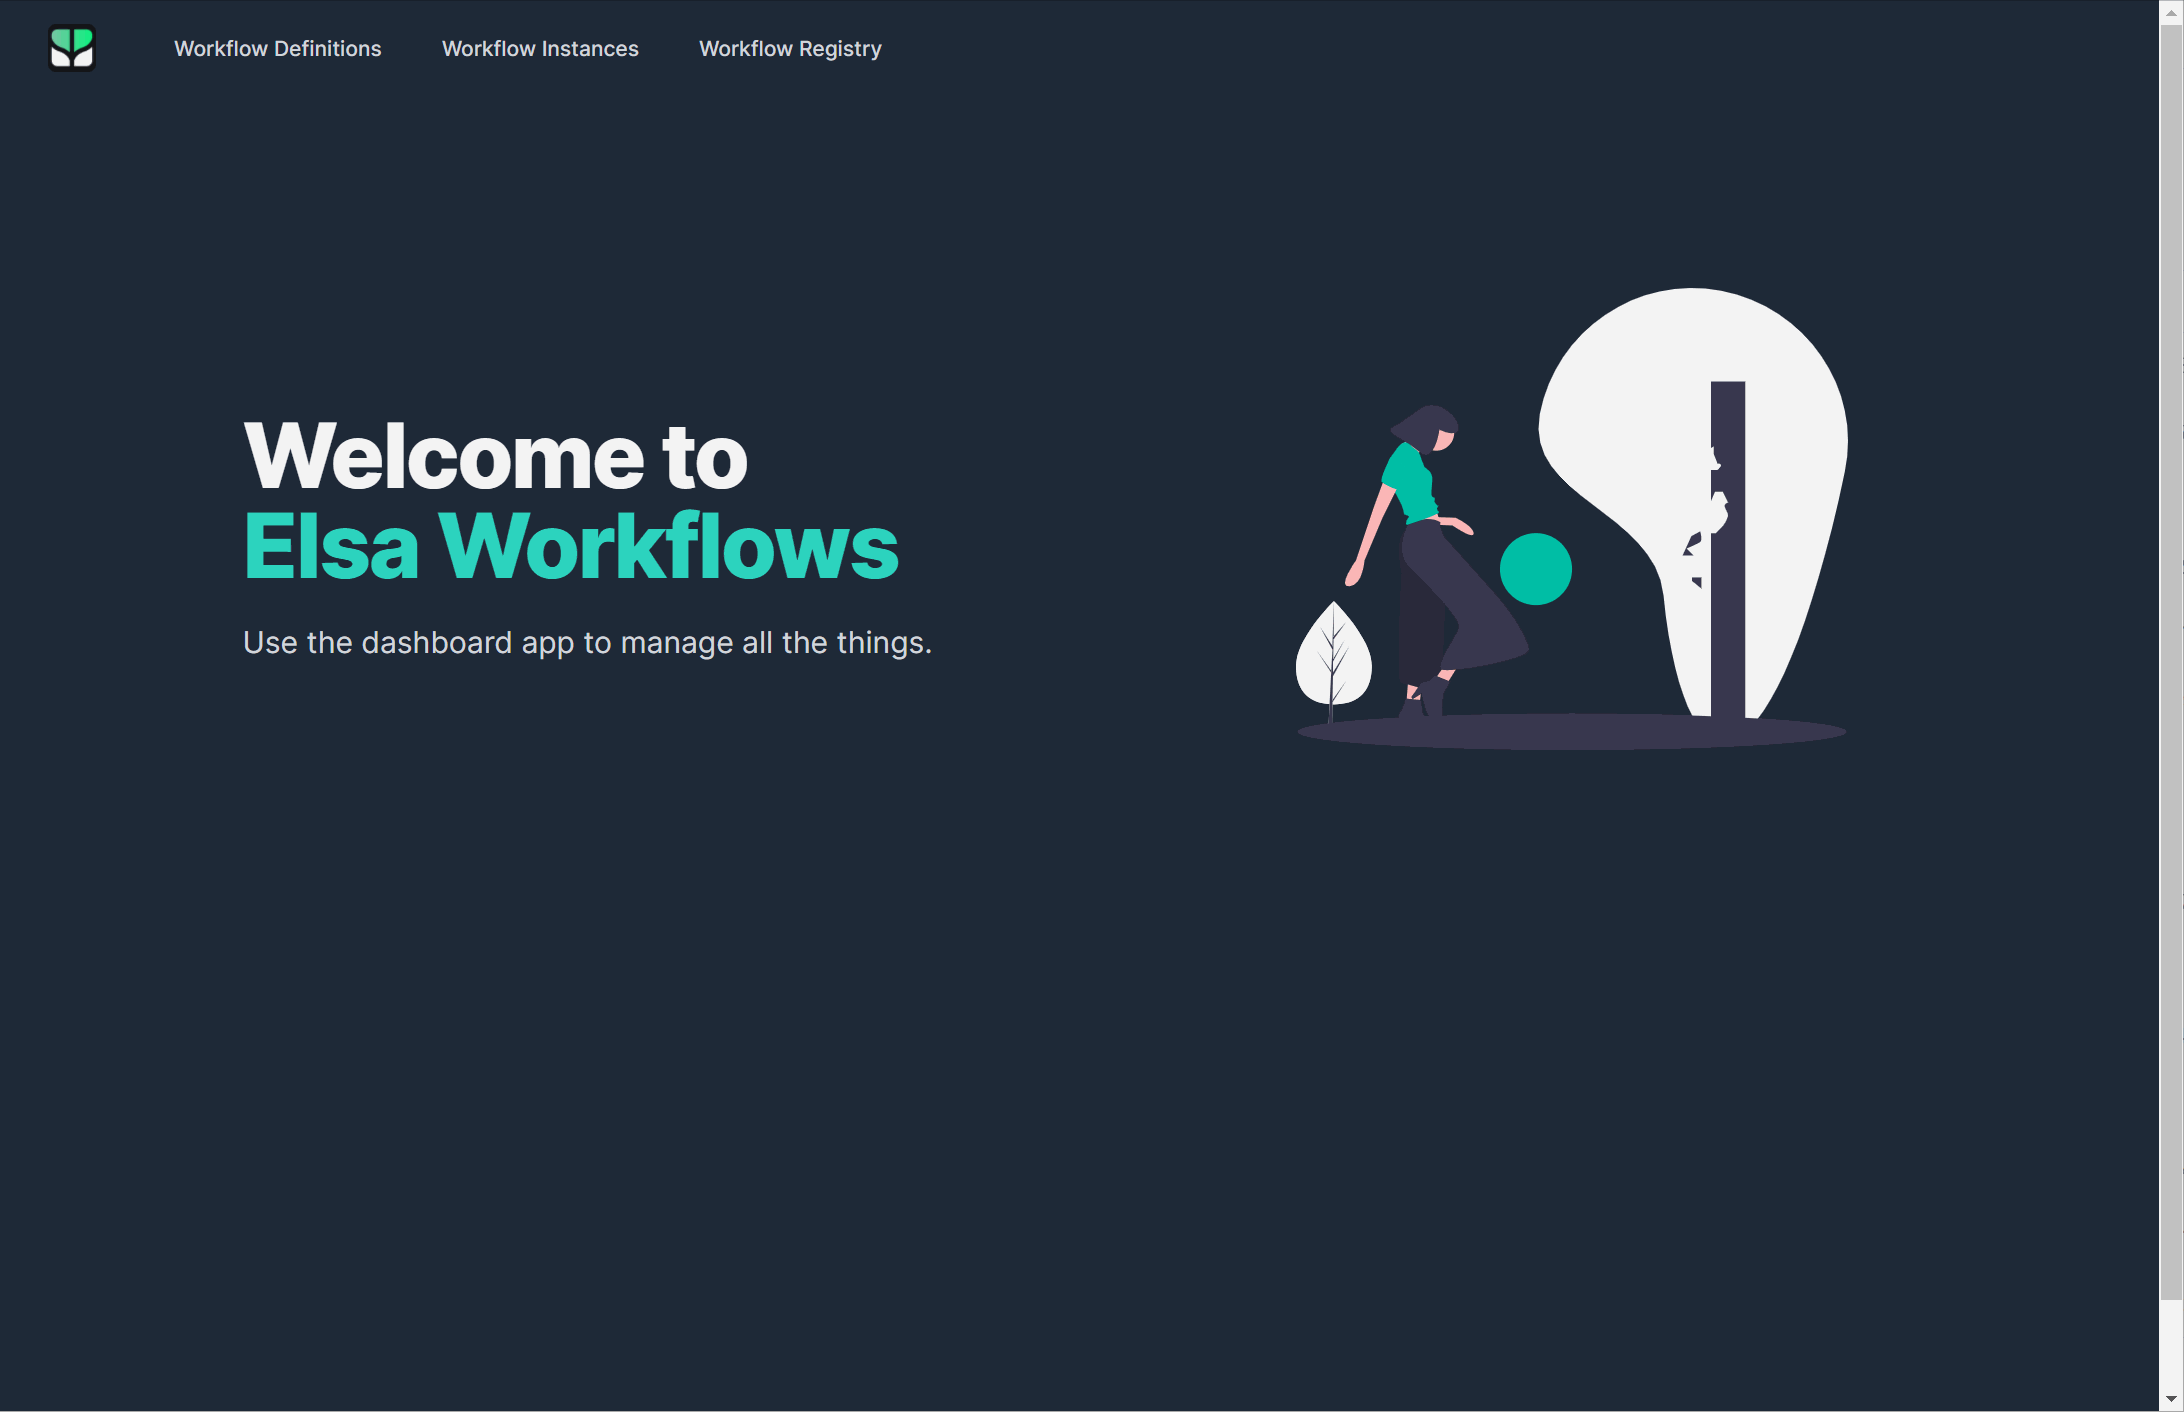 Workflow Definitions
Workflow Instances
Workflow Registry
Welcome to
Elsa Workflows
Use the dashboard app to manage all the things.